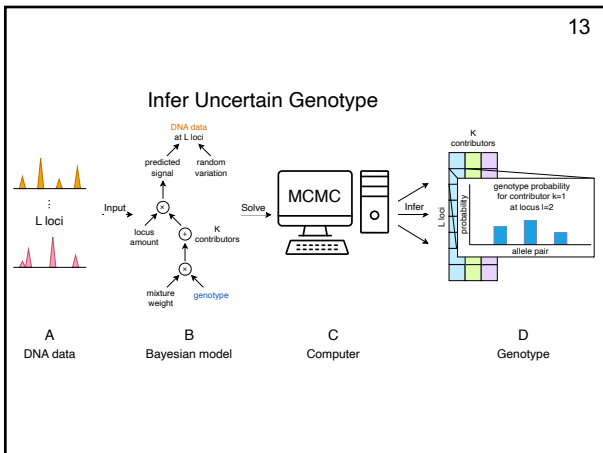 13
Infer Uncertain Genotype
⋮
L loci
Input
DNA data
at L loci
predicted
signal
random
variation
×
locus
amount
+
K
contributors
×
mixture
weight
genotype
Solve
MCMC
Infer
K
contributors
L loci
genotype probability
for contributor k=1
at locus l=2
probability
allele pair
A
DNA data
B
Bayesian model
C
Computer
D
Genotype